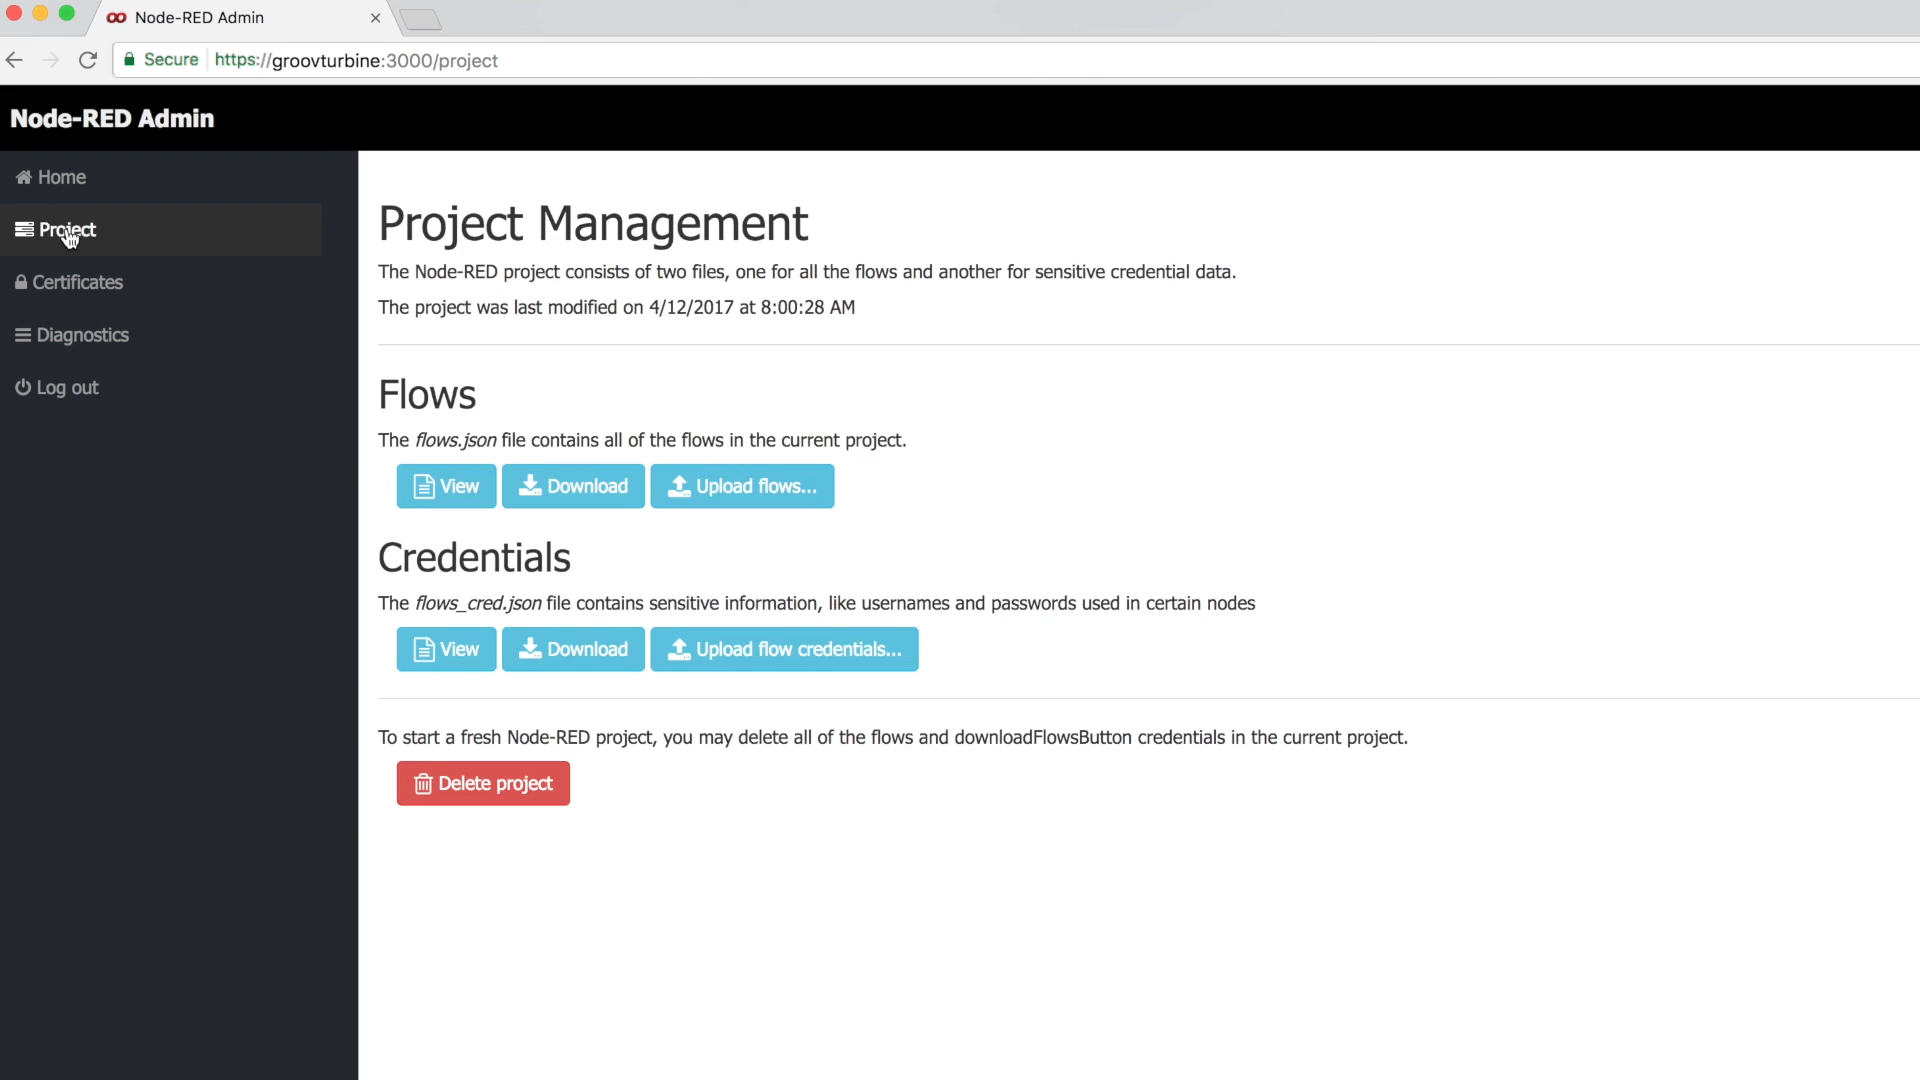 Node-RED Admin
Secure https://groovturbine:3000/project
Node-RED Admin
Home
Project
Certificates
Diagnostics
Log out
Project Management
The Node-RED project consists of two files, one for all the flows and another for sensitive credential data.
The project was last modified on 4/12/2017 at 8:00:28 AM
Flows
The flows.json file contains all of the flows in the current project.
View Download Upload flows...
Credentials
The flows_cred.json file contains sensitive information, like usernames and passwords used in certain nodes
View Download Upload flow credentials...
To start a fresh Node-RED project, you may delete all of the flows and downloadFlowsButton credentials in the current project.
Delete project